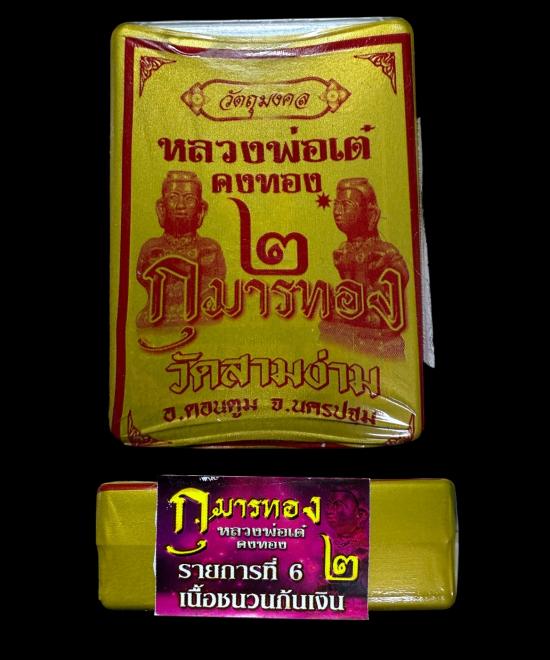 วัตถุมงคล
หลวงพ่อเต๋
คงทอง
๒
กุมารทอง
วัดสามง่าม
อ.ดอนตูม จ.นครปฐม
กุมารทอง
หลวงพ่อเต๋
คงทอง
๒
รายการที่ 6
เนื้อชนวนก้นเงิน